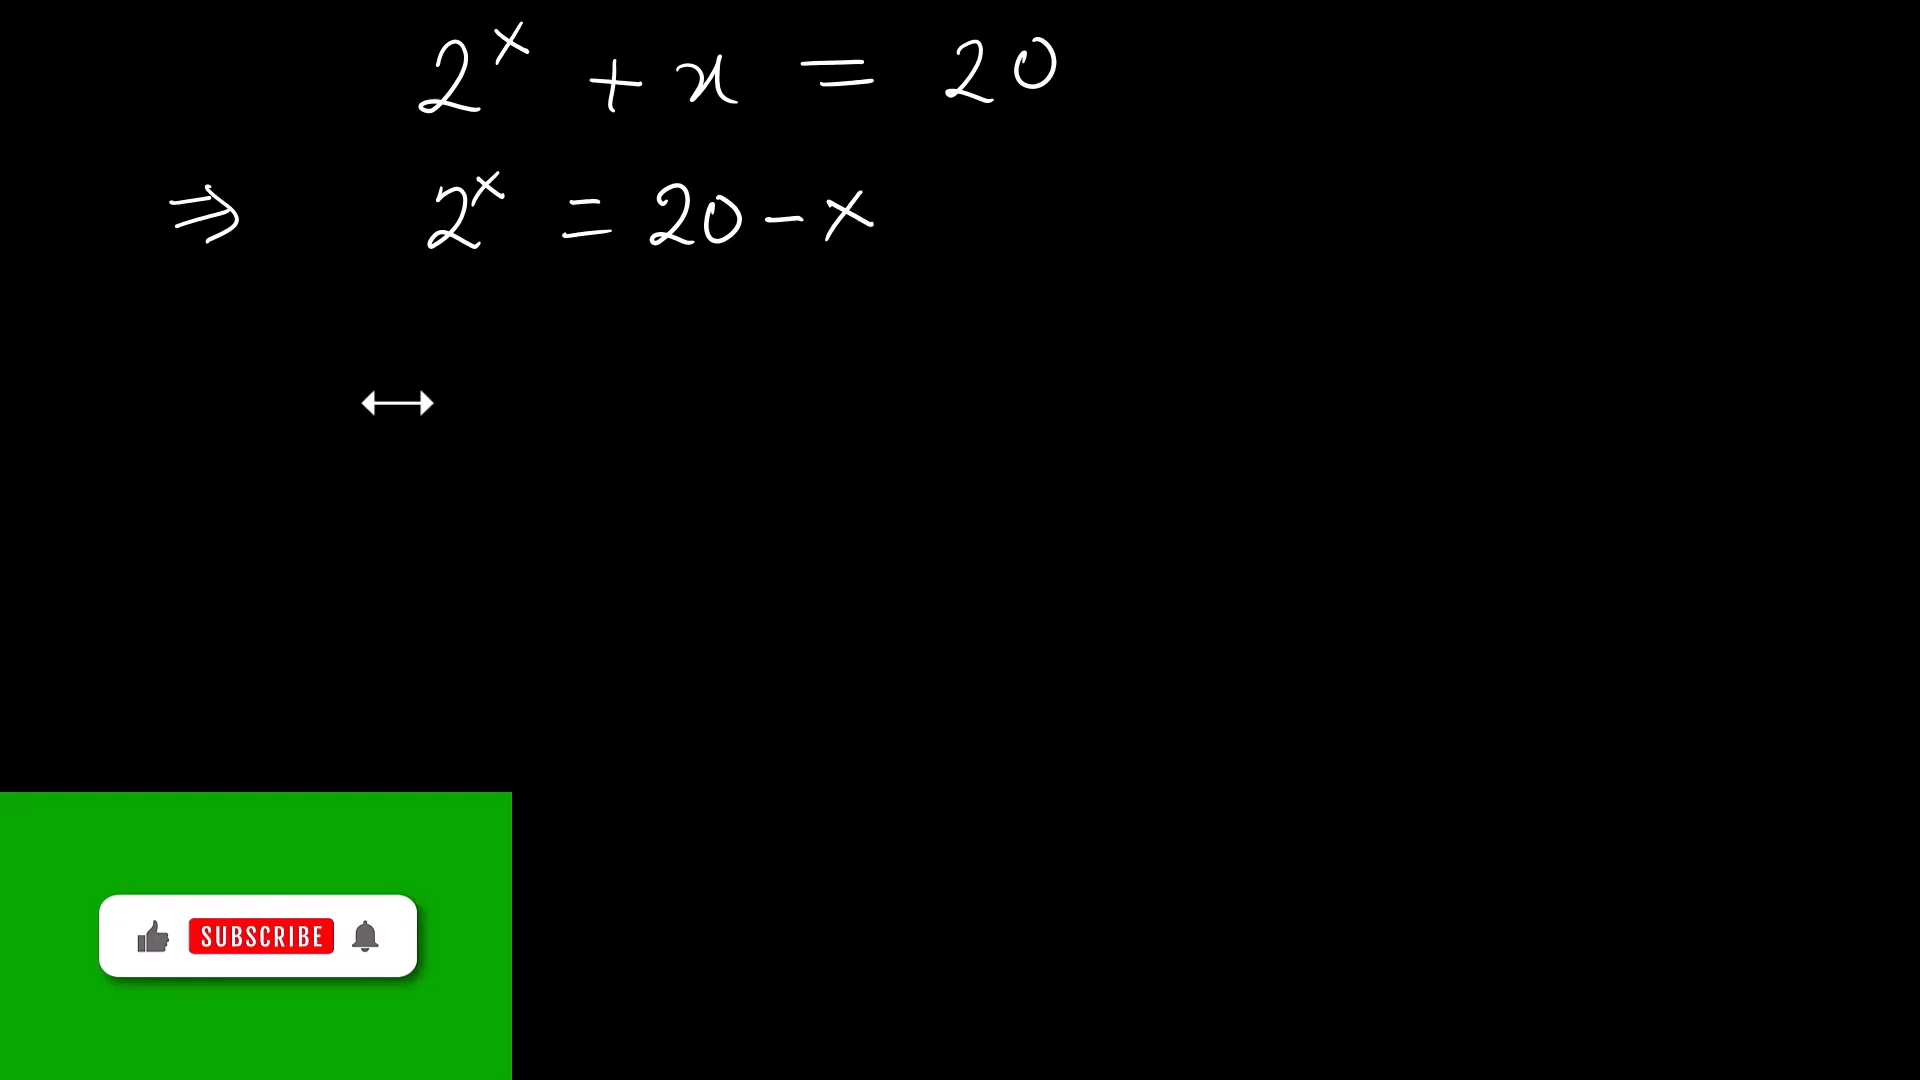 2^x + x = 20
⇒ 2^x = 20 - x
SUBSCRIBE